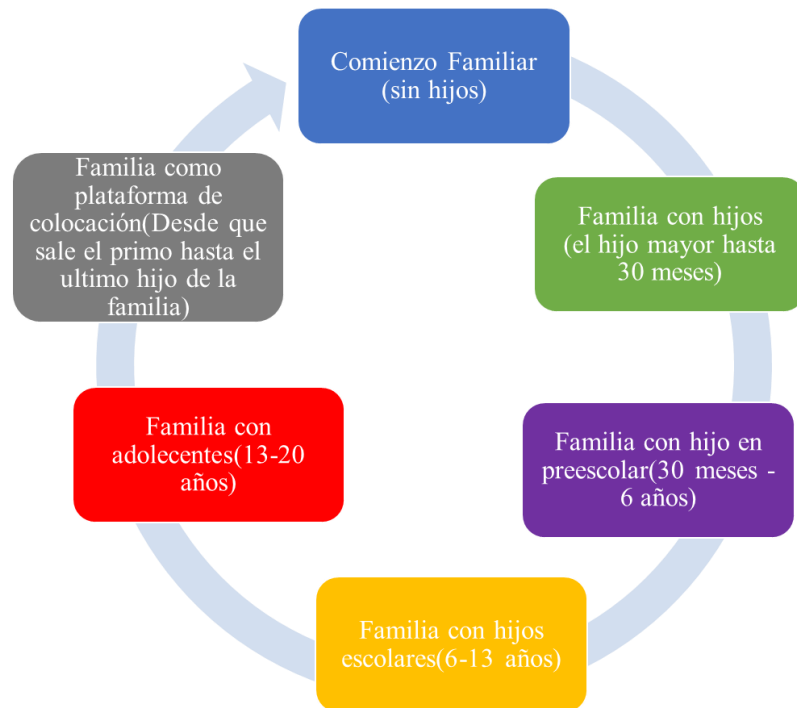 Comienzo Familiar
(sin hijos)
Familia con hijos
(el hijo mayor hasta
30 meses)
Familia con hijo en
preescolar(30 meses -
6 años)
Familia con hijos
escolares(6-13 años)
Familia con
adolecentes(13-20
años)
Familia como
plataforma de
colocación(Desde que
sale el primo hasta el
ultimo hijo de la
familia)